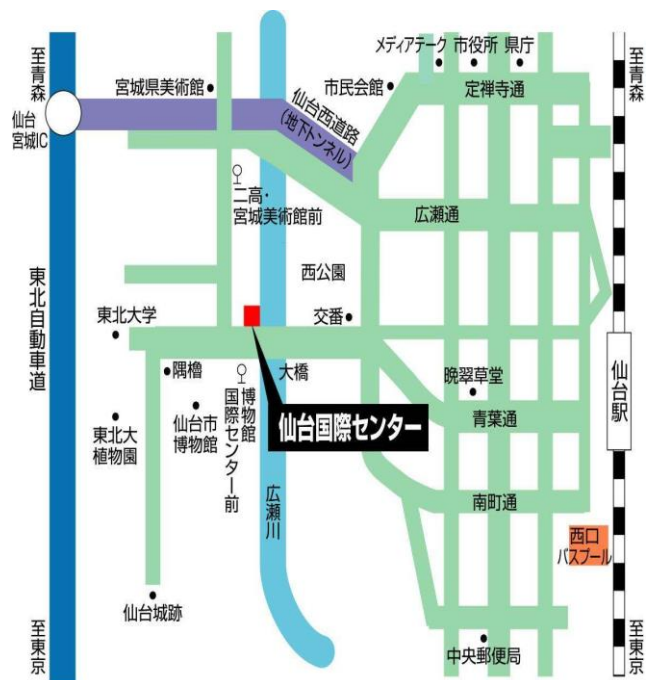 至青森
メディアテーク
市役所
県庁
至青森
宮城県美術館
市民会館
定禅寺通
仙台
宮城IC
仙台西道路
(地下トンネル)
二高・
宮城美術館前
広瀬通
西公園
東北自動車道
東北大学
交番
隅櫓
大橋
晩翠草堂
仙台駅
博物館
国際センター前
仙台国際センター
青葉通
東北大
植物園
仙台市
博物館
広瀬川
南町通
西口
バスプール
仙台城跡
至東京
中央郵便局
至東京